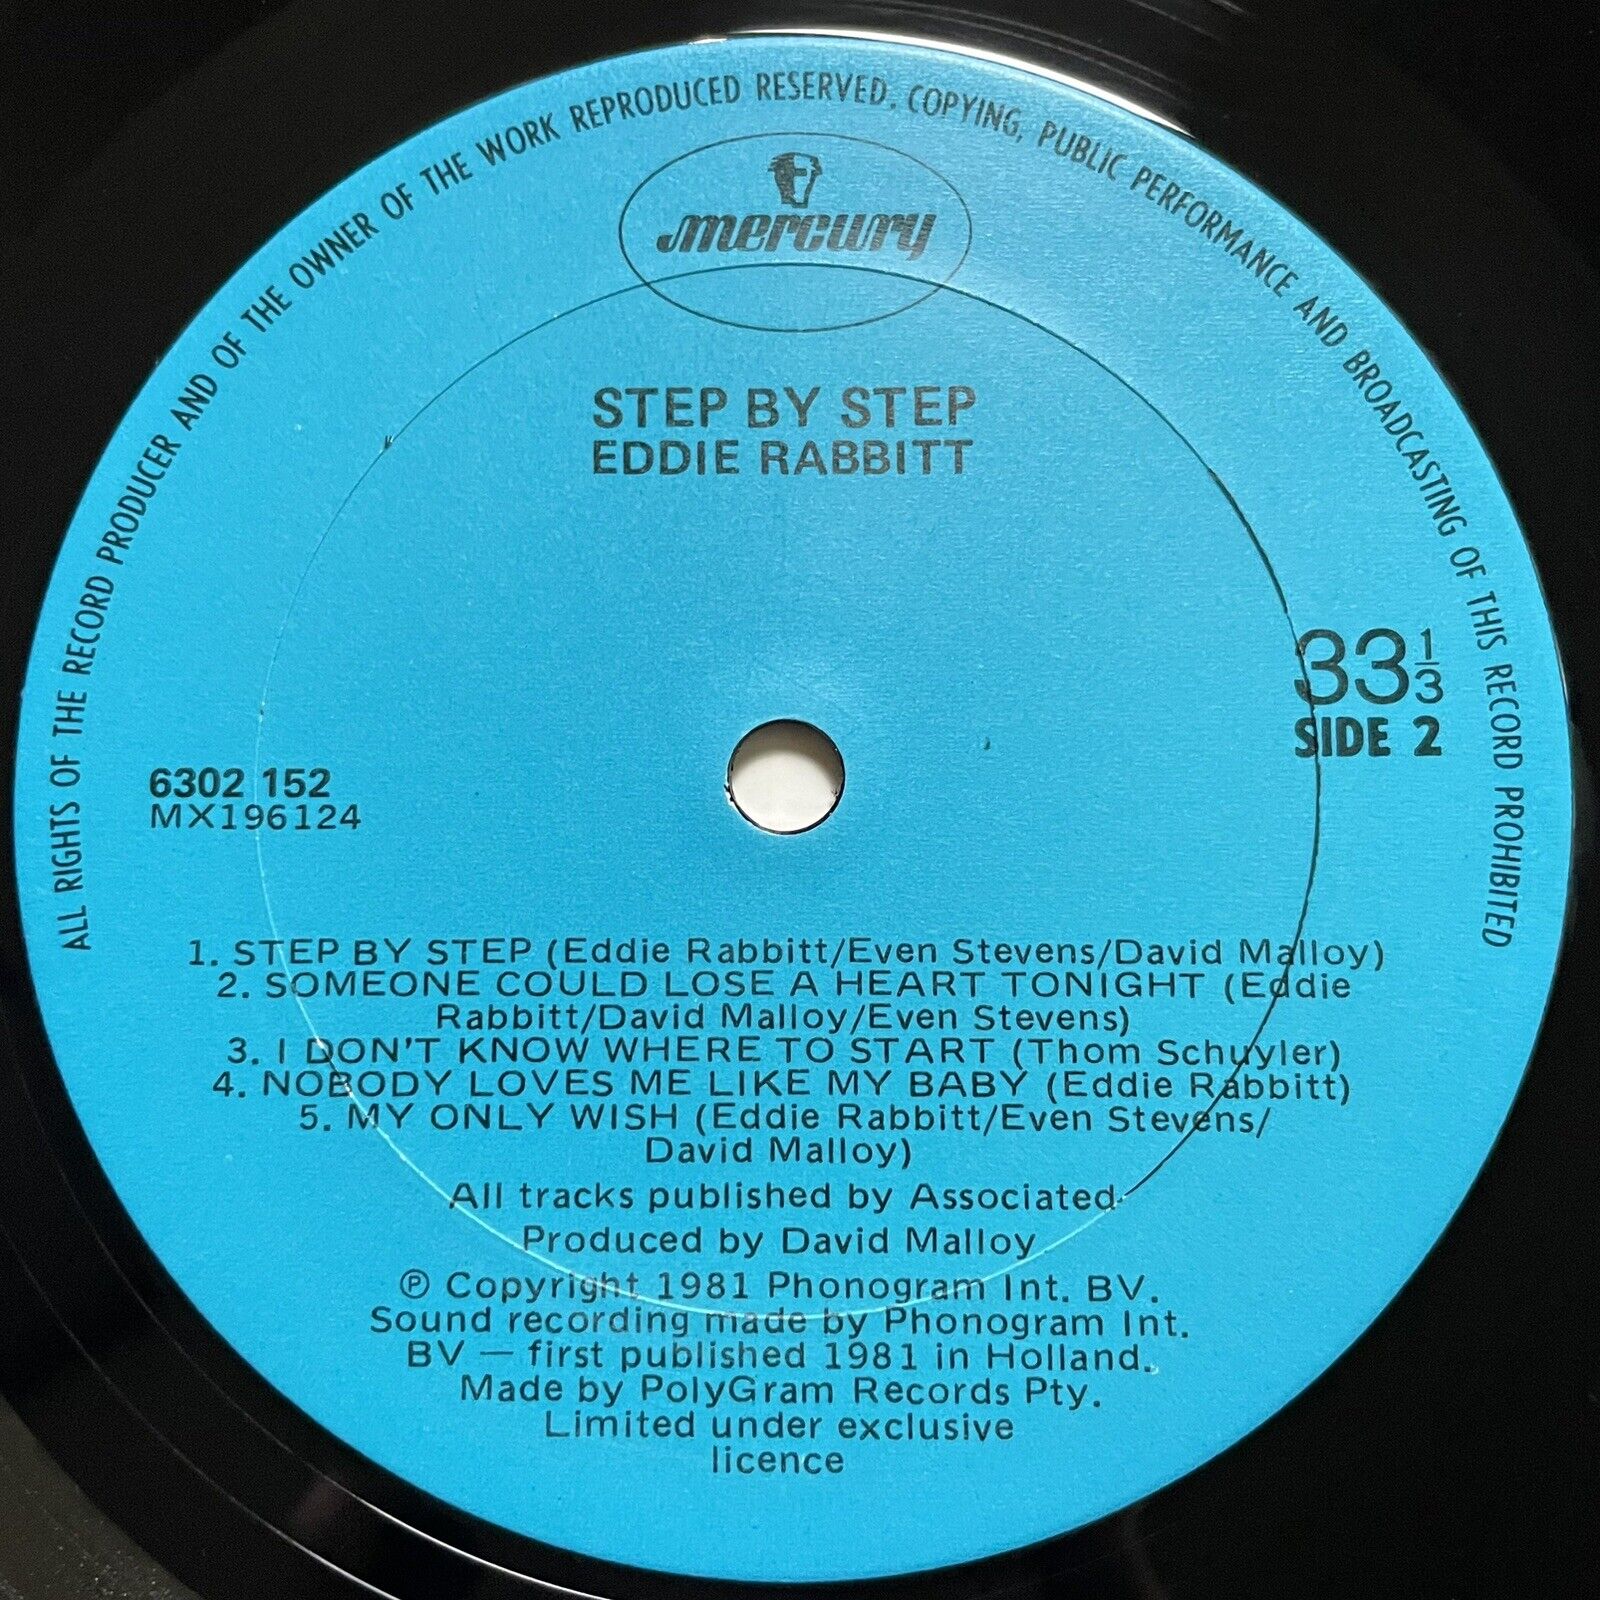 ALL RIGHTS OF THE RECORD PRODUCER AND OF THE OWNER OF THE WORK REPRODUCED RESERVED. COPYING, PUBLIC PERFORMANCE AND BROADCASTING OF THIS RECORD PROHIBITED
mercury
STEP BY STEP
EDDIE RABBITT
33 1/3
SIDE 2
6302 152
MX196124
1. STEP BY STEP (Eddie Rabbitt/Even Stevens/David Malloy)
2. SOMEONE COULD LOSE A HEART TONIGHT (Eddie
Rabbitt/David Malloy/Even Stevens)
3. I DON'T KNOW WHERE TO START (Thom Schuyler)
4. NOBODY LOVES ME LIKE MY BABY (Eddie Rabbitt)
5. MY ONLY WISH (Eddie Rabbitt/Even Stevens/
David Malloy)
All tracks published by Associated
Produced by David Malloy
℗ Copyright 1981 Phonogram Int. BV.
Sound recording made by Phonogram Int.
BV — first published 1981 in Holland.
Made by PolyGram Records Pty.
Limited under exclusive
licence